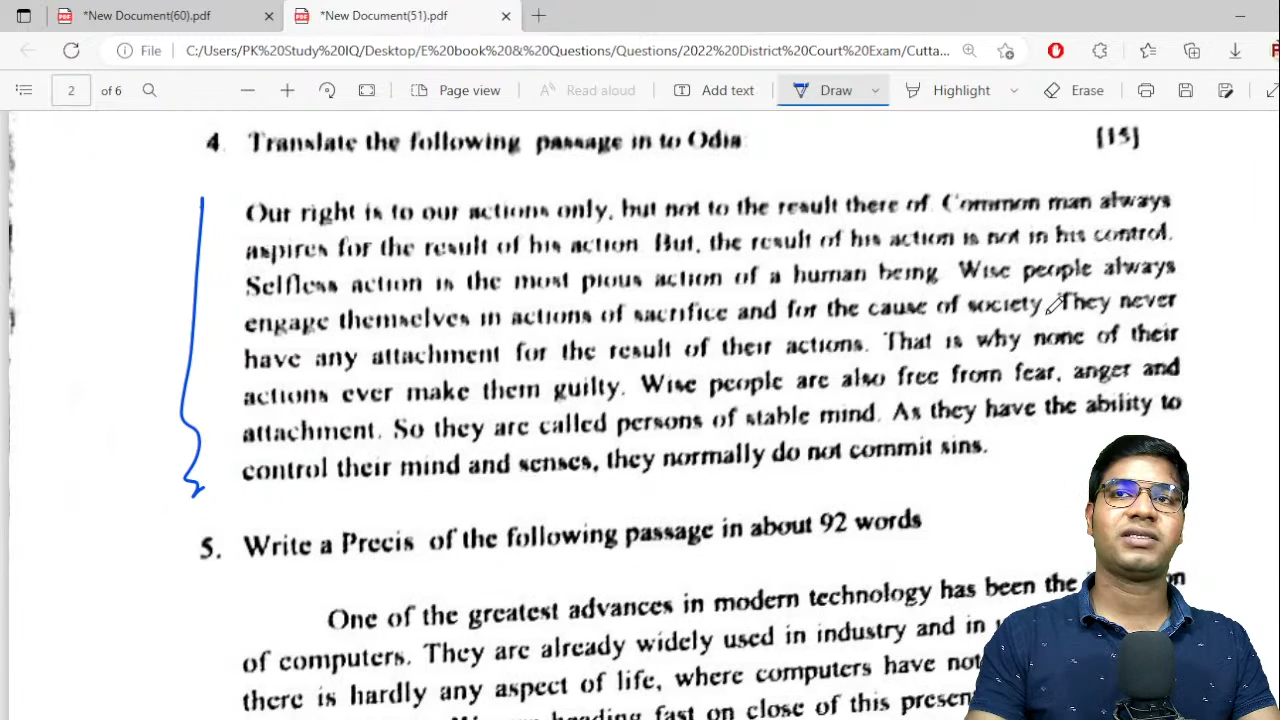 *New Document(60).pdf
*New Document(51).pdf
File C:/Users/PK%20Study%20IQ/Desktop/E%20book%20&%20Questions/Questions/2022%20District%20Court%20Exam/Cutta...
2 of 6 Page view Read aloud Add text Draw Highlight Erase
4 Translate the following passage in to Odia [15]
Our right is to our actions only, but not to the result there of. Common man always
aspires for the result of his action. But, the result of his action is not in his control.
Selfless action is the most pious action of a human being. Wise people always
engage themselves in actions of sacrifice and for the cause of society. They never
have any attachment for the result of their actions. That is why none of their
actions ever make them guilty. Wise people are also free from fear, anger and
attachment. So they are called persons of stable mind. As they have the ability to
control their mind and senses, they normally do not commit sins.
5. Write a Precis of the following passage in about 92 words
One of the greatest advances in modern technology has been the
of computers. They are already widely used in industry and in
there is hardly any aspect of life, where computers have not
heading fast on close of this